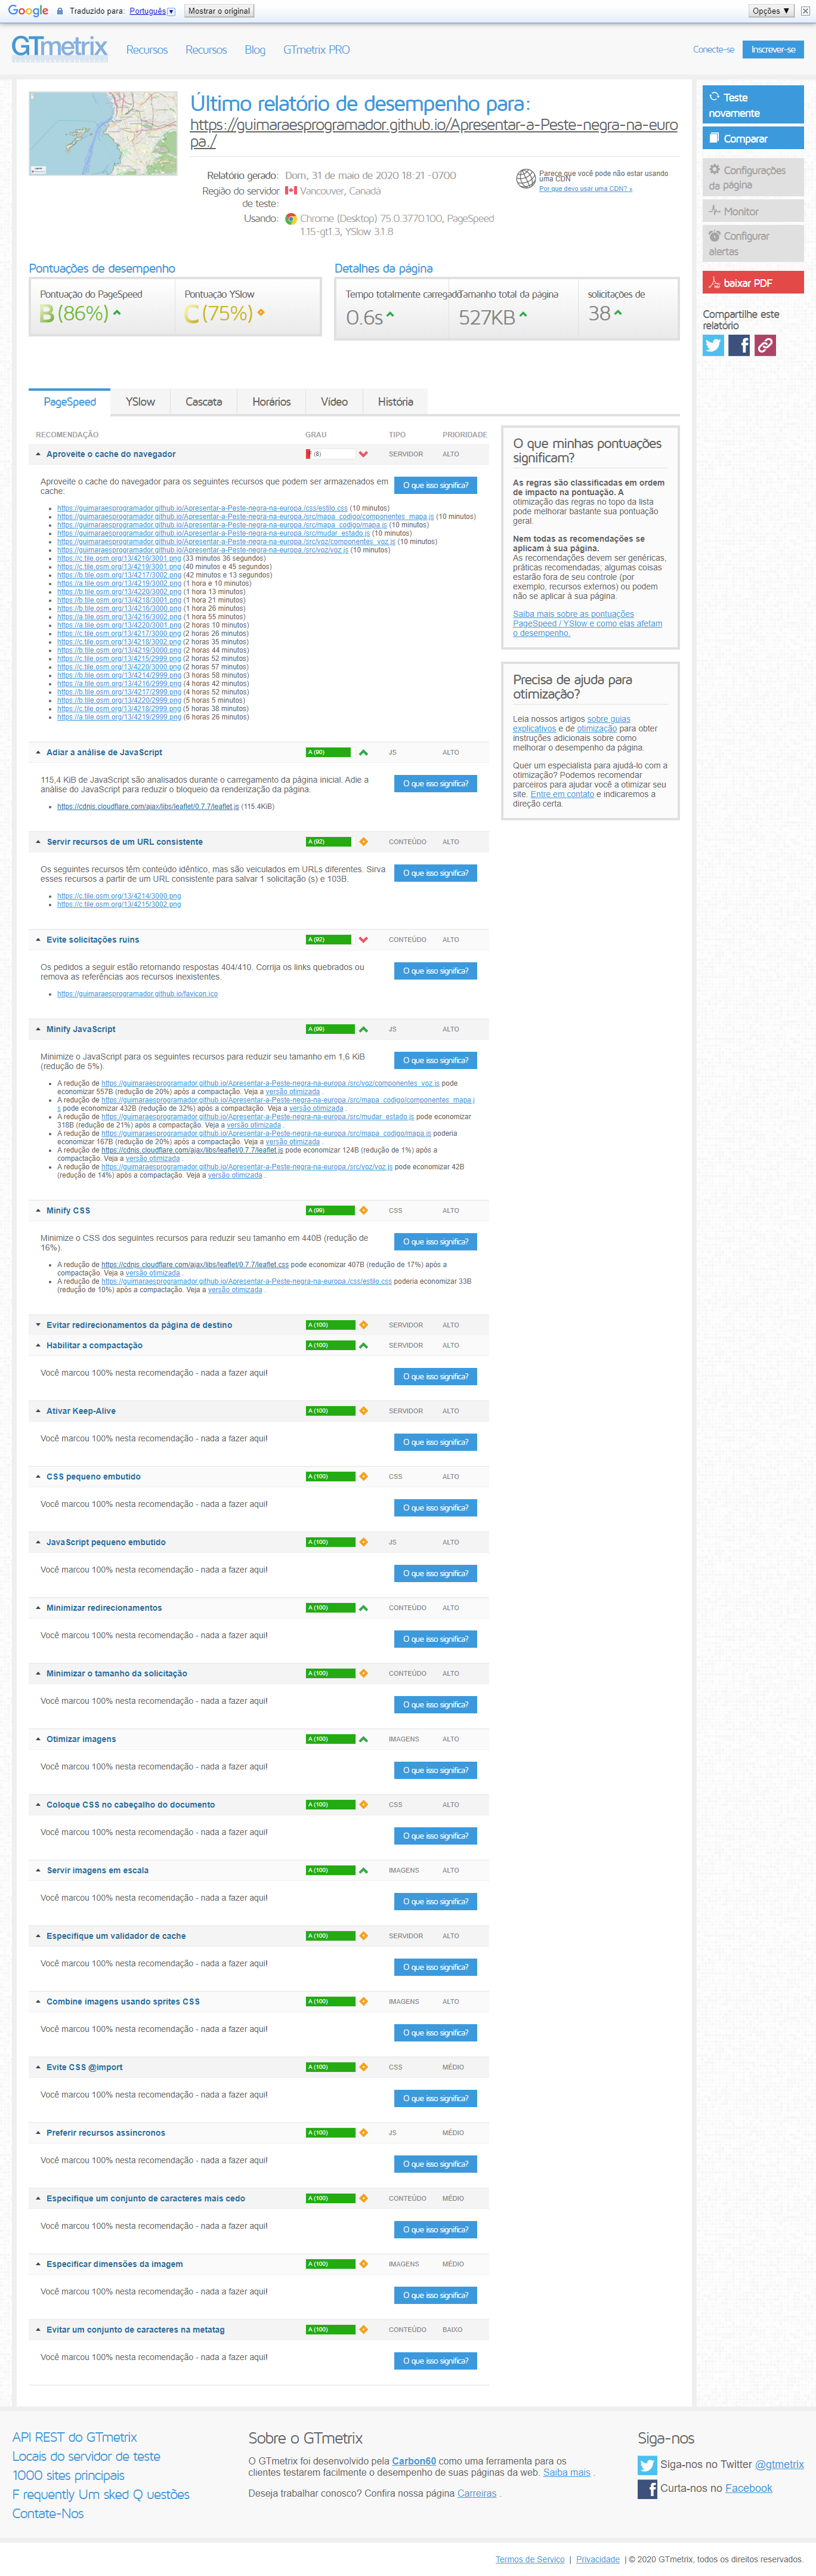 Google Traduzido para: Português Mostrar o original Opções ▼
GTmetrix Recursos Recursos Blog GTmetrix PRO Conecte-se Inscrever-se
Último relatório de desempenho para:
https://guimaraesprogramador.github.io/Apresentar-a-Peste-negra-na-euro
pa./
Relatório gerado: Dom, 31 de maio de 2020 18:21 -0700
Região do servidor de teste: Vancouver, Canadá
Usando: Chrome (Desktop) 75.0.3770.100, PageSpeed
1.15-gt1.3, YSlow 3.1.8
Parece que você pode não estar usando
uma CDN
Por que devo usar uma CDN? »
Teste
novamente
Comparar
Configurações
da página
Monitor
Configurar
alertas
baixar PDF
Compartilhe este
relatório
Pontuações de desempenho
Pontuação do PageSpeed
B (86%)
Pontuação YSlow
C (75%)
Detalhes da página
Tempo totalmente carregado
0.6s
Tamanho total da página
527KB
solicitações de
38
PageSpeed YSlow Cascata Horários Vídeo História
RECOMENDAÇÃO GRAU TIPO PRIORIDADE
Aproveite o cache do navegador F (8) SERVIDOR ALTO
Aproveite o cache do navegador para os seguintes recursos que podem ser armazenados em
cache:
O que isso significa?
https://guimaraesprogramador.github.io/Apresentar-a-Peste-negra-na-europa./css/estilo.css (10 minutos)
https://guimaraesprogramador.github.io/Apresentar-a-Peste-negra-na-europa./src/mapa_codigo/componentes_mapa.js (10 minutos)
https://guimaraesprogramador.github.io/Apresentar-a-Peste-negra-na-europa./src/mapa_codigo/mapa.js (10 minutos)
https://guimaraesprogramador.github.io/Apresentar-a-Peste-negra-na-europa./src/mudar_estado.js (10 minutos)
https://guimaraesprogramador.github.io/Apresentar-a-Peste-negra-na-europa./src/voz/componentes_voz.js (10 minutos)
https://guimaraesprogramador.github.io/Apresentar-a-Peste-negra-na-europa./src/voz/voz.js (10 minutos)
https://c.tile.osm.org/13/4216/3001.png (33 minutos 36 segundos)
https://c.tile.osm.org/13/4219/3001.png (40 minutos e 45 segundos)
https://b.tile.osm.org/13/4217/3002.png (42 minutos e 13 segundos)
https://a.tile.osm.org/13/4219/3002.png (1 hora e 10 minutos)
https://b.tile.osm.org/13/4220/3002.png (1 hora 13 minutos)
https://b.tile.osm.org/13/4218/3001.png (1 hora 21 minutos)
https://b.tile.osm.org/13/4216/3000.png (1 hora 26 minutos)
https://a.tile.osm.org/13/4216/3002.png (1 hora 55 minutos)
https://a.tile.osm.org/13/4220/3001.png (2 horas 10 minutos)
https://c.tile.osm.org/13/4217/3000.png (2 horas 26 minutos)
https://c.tile.osm.org/13/4218/3002.png (2 horas 35 minutos)
https://b.tile.osm.org/13/4219/3000.png (2 horas 44 minutos)
https://c.tile.osm.org/13/4215/2999.png (2 horas 52 minutos)
https://c.tile.osm.org/13/4220/3000.png (2 horas 57 minutos)
https://b.tile.osm.org/13/4214/2999.png (3 horas 58 minutos)
https://a.tile.osm.org/13/4216/2999.png (4 horas 42 minutos)
https://b.tile.osm.org/13/4217/2999.png (4 horas 52 minutos)
https://b.tile.osm.org/13/4220/2999.png (5 horas 5 minutos)
https://c.tile.osm.org/13/4218/2999.png (5 horas 38 minutos)
https://a.tile.osm.org/13/4219/2999.png (6 horas 26 minutos)
Adiar a análise de JavaScript A (90) JS ALTO
115,4 KiB de JavaScript são analisados durante o carregamento da página inicial. Adie a
análise do JavaScript para reduzir o bloqueio da renderização da página.
O que isso significa?
https://cdnjs.cloudflare.com/ajax/libs/leaflet/0.7.7/leaflet.js (115.4KiB)
Servir recursos de um URL consistente A (92) CONTEÚDO ALTO
Os seguintes recursos têm conteúdo idêntico, mas são veiculados em URLs diferentes. Sirva
esses recursos a partir de um URL consistente para salvar 1 solicitação (s) e 103B.
O que isso significa?
https://c.tile.osm.org/13/4214/3000.png
https://c.tile.osm.org/13/4215/3002.png
Evite solicitações ruins A (92) CONTEÚDO ALTO
Os pedidos a seguir estão retornando respostas 404/410. Corrija os links quebrados ou
remova as referências aos recursos inexistentes.
O que isso significa?
https://guimaraesprogramador.github.io/favicon.ico
Minify JavaScript A (99) JS ALTO
Minimize o JavaScript para os seguintes recursos para reduzir seu tamanho em 1,6 KiB
(redução de 5%).
O que isso significa?
A redução de https://guimaraesprogramador.github.io/Apresentar-a-Peste-negra-na-europa./src/voz/componentes_voz.js pode
economizar 557B (redução de 20%) após a compactação. Veja a versão otimizada .
A redução de https://guimaraesprogramador.github.io/Apresentar-a-Peste-negra-na-europa./src/mapa_codigo/componentes_mapa.j
s pode economizar 432B (redução de 32%) após a compactação. Veja a versão otimizada .
A redução de https://guimaraesprogramador.github.io/Apresentar-a-Peste-negra-na-europa./src/mudar_estado.js pode economizar
318B (redução de 21%) após a compactação. Veja a versão otimizada .
A redução de https://guimaraesprogramador.github.io/Apresentar-a-Peste-negra-na-europa./src/mapa_codigo/mapa.js poderia
economizar 167B (redução de 20%) após a compactação. Veja a versão otimizada .
A redução de https://cdnjs.cloudflare.com/ajax/libs/leaflet/0.7.7/leaflet.js pode economizar 124B (redução de 1%) após a
compactação. Veja a versão otimizada .
A redução de https://guimaraesprogramador.github.io/Apresentar-a-Peste-negra-na-europa./src/voz/voz.js pode economizar 42B
(redução de 14%) após a compactação. Veja a versão otimizada .
Minify CSS A (99) CSS ALTO
Minimize o CSS dos seguintes recursos para reduzir seu tamanho em 440B (redução de
16%).
O que isso significa?
A redução de https://cdnjs.cloudflare.com/ajax/libs/leaflet/0.7.7/leaflet.css pode economizar 407B (redução de 17%) após a
compactação. Veja a versão otimizada .
A redução de https://guimaraesprogramador.github.io/Apresentar-a-Peste-negra-na-europa./css/estilo.css poderia economizar 33B
(redução de 10%) após a compactação. Veja a versão otimizada .
Evitar redirecionamentos da página de destino A (100) SERVIDOR ALTO
Habilitar a compactação A (100) SERVIDOR ALTO
Você marcou 100% nesta recomendação - nada a fazer aqui! O que isso significa?
Ativar Keep-Alive A (100) SERVIDOR ALTO
Você marcou 100% nesta recomendação - nada a fazer aqui! O que isso significa?
CSS pequeno embutido A (100) CSS ALTO
Você marcou 100% nesta recomendação - nada a fazer aqui! O que isso significa?
JavaScript pequeno embutido A (100) JS ALTO
Você marcou 100% nesta recomendação - nada a fazer aqui! O que isso significa?
Minimizar redirecionamentos A (100) CONTEÚDO ALTO
Você marcou 100% nesta recomendação - nada a fazer aqui! O que isso significa?
Minimizar o tamanho da solicitação A (100) CONTEÚDO ALTO
Você marcou 100% nesta recomendação - nada a fazer aqui! O que isso significa?
Otimizar imagens A (100) IMAGENS ALTO
Você marcou 100% nesta recomendação - nada a fazer aqui! O que isso significa?
Coloque CSS no cabeçalho do documento A (100) CSS ALTO
Você marcou 100% nesta recomendação - nada a fazer aqui! O que isso significa?
Servir imagens em escala A (100) IMAGENS ALTO
Você marcou 100% nesta recomendação - nada a fazer aqui! O que isso significa?
Especifique um validador de cache A (100) SERVIDOR ALTO
Você marcou 100% nesta recomendação - nada a fazer aqui! O que isso significa?
Combine imagens usando sprites CSS A (100) IMAGENS ALTO
Você marcou 100% nesta recomendação - nada a fazer aqui! O que isso significa?
Evite CSS @import A (100) CSS MÉDIO
Você marcou 100% nesta recomendação - nada a fazer aqui! O que isso significa?
Preferir recursos assíncronos A (100) JS MÉDIO
Você marcou 100% nesta recomendação - nada a fazer aqui! O que isso significa?
Especifique um conjunto de caracteres mais cedo A (100) CONTEÚDO MÉDIO
Você marcou 100% nesta recomendação - nada a fazer aqui! O que isso significa?
Especificar dimensões da imagem A (100) IMAGENS MÉDIO
Você marcou 100% nesta recomendação - nada a fazer aqui! O que isso significa?
Evitar um conjunto de caracteres na metatag A (100) CONTEÚDO BAIXO
Você marcou 100% nesta recomendação - nada a fazer aqui! O que isso significa?
O que minhas pontuações
significam?
As regras são classificadas em ordem
de impacto na pontuação. A
otimização das regras no topo da lista
pode melhorar bastante sua pontuação
geral.
Nem todas as recomendações se
aplicam à sua página.
As recomendações devem ser genéricas,
práticas recomendadas; algumas coisas
estarão fora de seu controle (por
exemplo, recursos externos) ou podem
não se aplicar à sua página.
Saiba mais sobre as pontuações
PageSpeed / YSlow e como elas afetam
o desempenho.
Precisa de ajuda para
otimização?
Leia nossos artigos sobre guias
explicativos e de otimização para obter
instruções adicionais sobre como
melhorar o desempenho da página.
Quer um especialista para ajudá-lo com a
otimização? Podemos recomendar
parceiros para ajudar você a otimizar seu
site. Entre em contato e indicaremos a
direção certa.
API REST do GTmetrix
Locais do servidor de teste
1000 sites principais
F requently Um sked Q uestões
Contate-Nos
Sobre o GTmetrix
O GTmetrix foi desenvolvido pela Carbon60 como uma ferramenta para os
clientes testarem facilmente o desempenho de suas páginas da web. Saiba mais .
Deseja trabalhar conosco? Confira nossa página Carreiras .
Siga-nos
Siga-nos no Twitter @gtmetrix
Curta-nos no Facebook
Termos de Serviço | Privacidade | © 2020 GTmetrix, todos os direitos reservados.